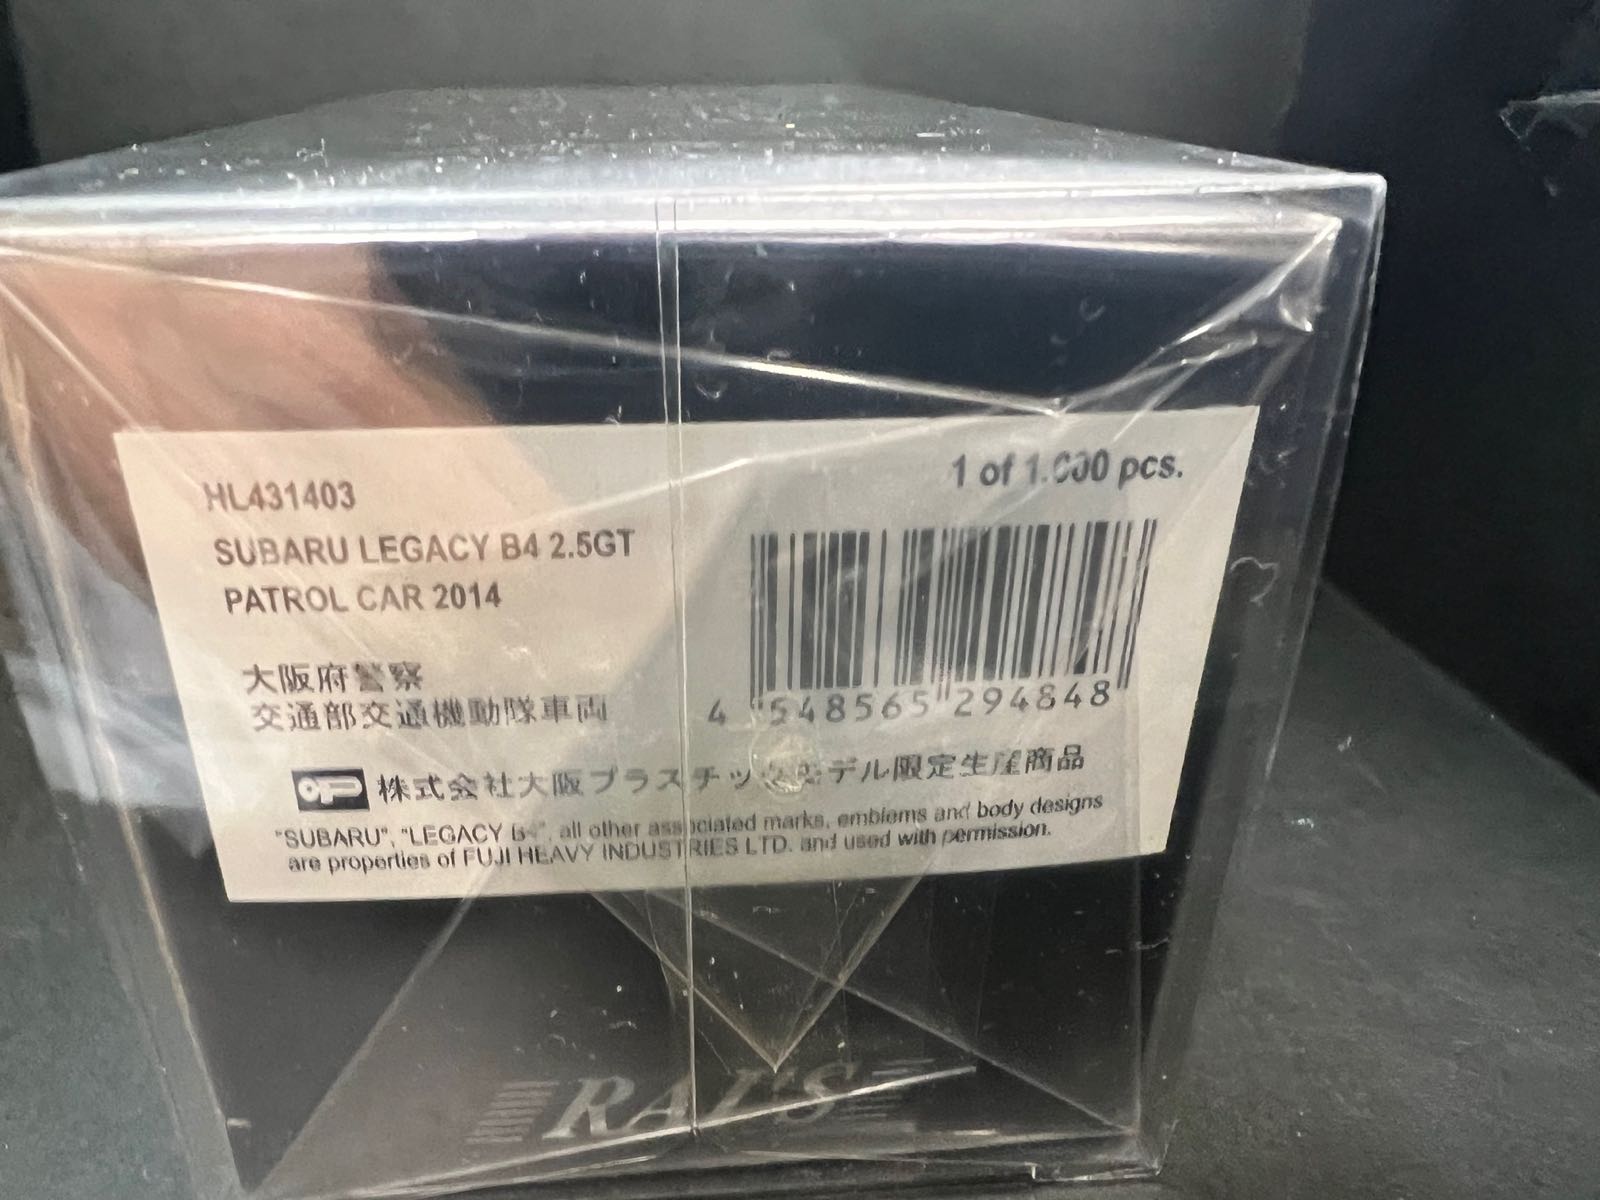 HL431403
1 of 1.000 pcs.
SUBARU LEGACY B4 2.5GT
PATROL CAR 2014
大阪府警察
交通部交通機動隊車両
4 548565 294848
OP 株式会社大阪プラスチックモデル限定生産商品
"SUBARU", "LEGACY B4", all other associated marks, emblems and body designs
are properties of FUJI HEAVY INDUSTRIES LTD. and used with permission.
RAI'S